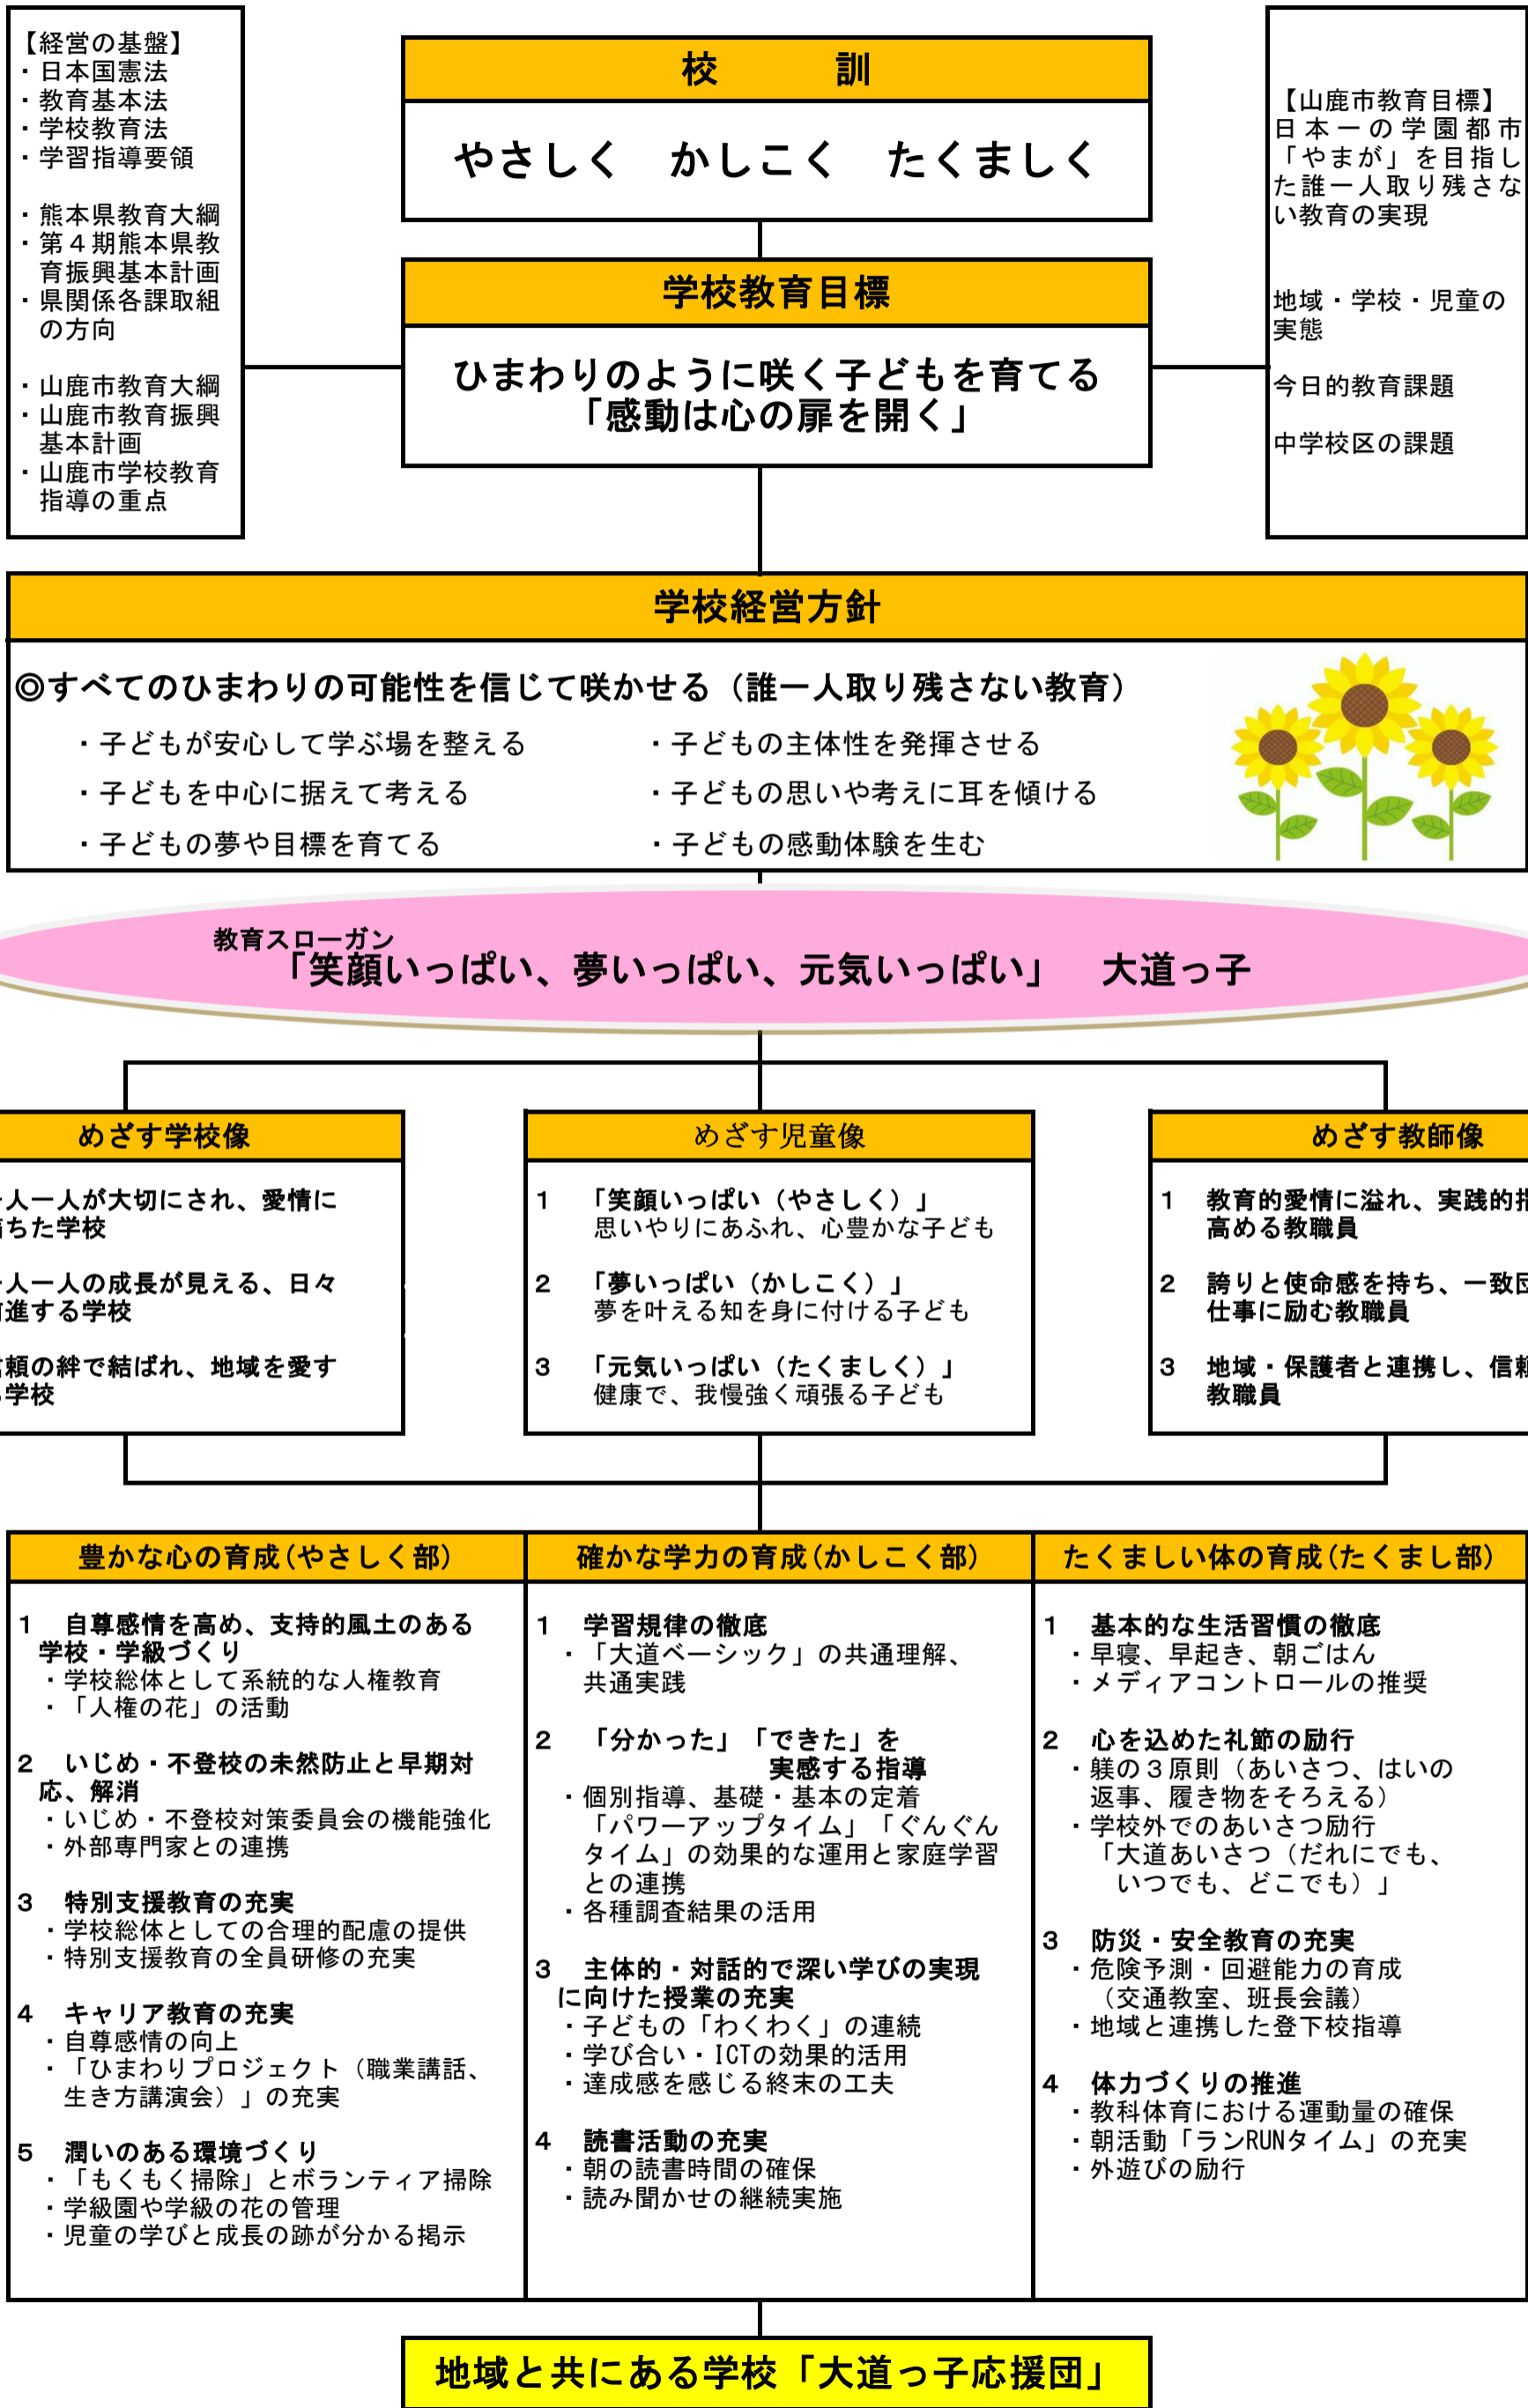 【経営の基盤】
・日本国憲法
・教育基本法
・学校教育法
・学習指導要領
・熊本県教育大綱
・第４期熊本県教
育振興基本計画
・県関係各課取組
の方向
・山鹿市教育大綱
・山鹿市教育振興
基本計画
・山鹿市学校教育
指導の重点
校　　　訓
やさしく　かしこく　たくましく
学校教育目標
ひまわりのように咲く子どもを育てる
「感動は心の扉を開く」
【山鹿市教育目標】
日本一の学園都市
「やまが」を目指し
た誰一人取り残さな
い教育の実現
地域・学校・児童の
実態
今日的教育課題
中学校区の課題
学校経営方針
◎すべてのひまわりの可能性を信じて咲かせる（誰一人取り残さない教育）
・子どもが安心して学ぶ場を整える　・子どもの主体性を発揮させる
・子どもを中心に据えて考える　・子どもの思いや考えに耳を傾ける
・子どもの夢や目標を育てる　・子どもの感動体験を生む
教育スローガン
「笑顔いっぱい、夢いっぱい、元気いっぱい」　大道っ子
めざす学校像
人一人が大切にされ、愛情に
ちた学校
人一人の成長が見える、日々
進する学校
頼の絆で結ばれ、地域を愛す
学校
めざす児童像
1　「笑顔いっぱい（やさしく）」
思いやりにあふれ、心豊かな子ども
2　「夢いっぱい（かしこく）」
夢を叶える知を身に付ける子ども
3　「元気いっぱい（たくましく）」
健康で、我慢強く頑張る子ども
めざす教師像
1　教育的愛情に溢れ、実践的指
高める教職員
2　誇りと使命感を持ち、一致団
仕事に励む教職員
3　地域・保護者と連携し、信頼
教職員
豊かな心の育成(やさしく部)
1　自尊感情を高め、支持的風土のある
学校・学級づくり
・学校総体として系統的な人権教育
・「人権の花」の活動
2　いじめ・不登校の未然防止と早期対
応、解消
・いじめ・不登校対策委員会の機能強化
・外部専門家との連携
3　特別支援教育の充実
・学校総体としての合理的配慮の提供
・特別支援教育の全員研修の充実
4　キャリア教育の充実
・自尊感情の向上
・「ひまわりプロジェクト（職業講話、
生き方講演会）」の充実
5　潤いのある環境づくり
・「もくもく掃除」とボランティア掃除
・学級園や学級の花の管理
・児童の学びと成長の跡が分かる掲示
確かな学力の育成(かしこく部)
1　学習規律の徹底
・「大道ベーシック」の共通理解、
共通実践
2　「分かった」「できた」を
実感する指導
・個別指導、基礎・基本の定着
「パワーアップタイム」「ぐんぐん
タイム」の効果的な運用と家庭学習
との連携
・各種調査結果の活用
3　主体的・対話的で深い学びの実現
に向けた授業の充実
・子どもの「わくわく」の連続
・学び合い・ICTの効果的活用
・達成感を感じる終末の工夫
4　読書活動の充実
・朝の読書時間の確保
・読み聞かせの継続実施
たくましい体の育成(たくまし部)
1　基本的な生活習慣の徹底
・早寝、早起き、朝ごはん
・メディアコントロールの推奨
2　心を込めた礼節の励行
・躾の３原則（あいさつ、はいの
返事、履き物をそろえる）
・学校外でのあいさつ励行
「大道あいさつ（だれにでも、
いつでも、どこでも）」
3　防災・安全教育の充実
・危険予測・回避能力の育成
（交通教室、班長会議）
・地域と連携した登下校指導
4　体力づくりの推進
・教科体育における運動量の確保
・朝活動「ランRUNタイム」の充実
・外遊びの励行
地域と共にある学校「大道っ子応援団」